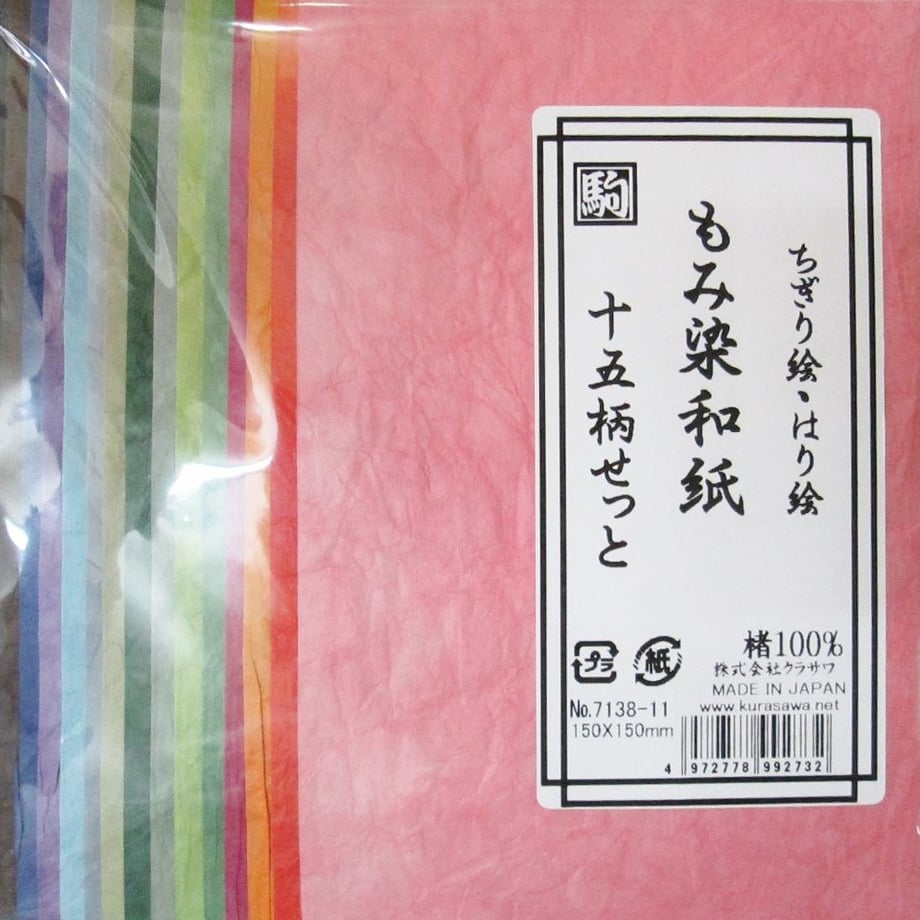 駒
ちぎり絵・はり絵
もみ染和紙
十五柄せっと
楮100%
株式会社クラサワ
MADE IN JAPAN
www.kurasawa.net
プラ
紙
No.7138-11
150X150mm
4 972778 992732